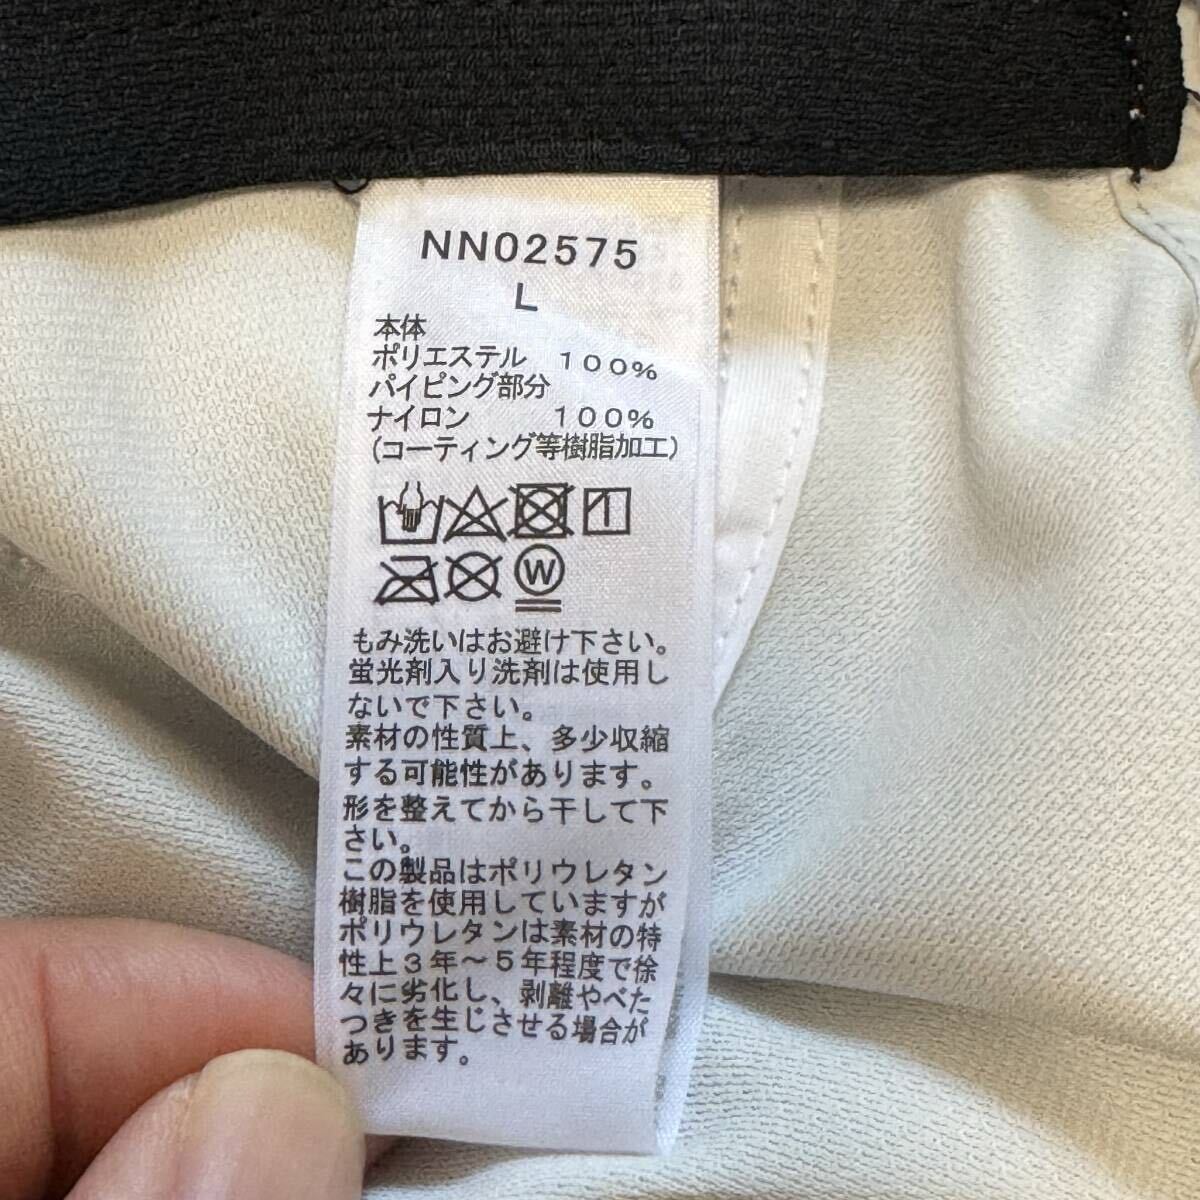 NN02575
L
本体
ポリエステル 100%
パイピング部分
ナイロン 100%
(コーティング等樹脂加工)
W
もみ洗いはお避け下さい。
蛍光剤入り洗剤は使用し
ないで下さい。
素材の性質上、多少収縮
する可能性があります。
形を整えてから干して下
さい。
この製品はポリウレタン
樹脂を使用していますが
ポリウレタンは素材の特
性上3年~5年程度で徐
々に劣化し、剥離やべた
つきを生じさせる場合が
あります。